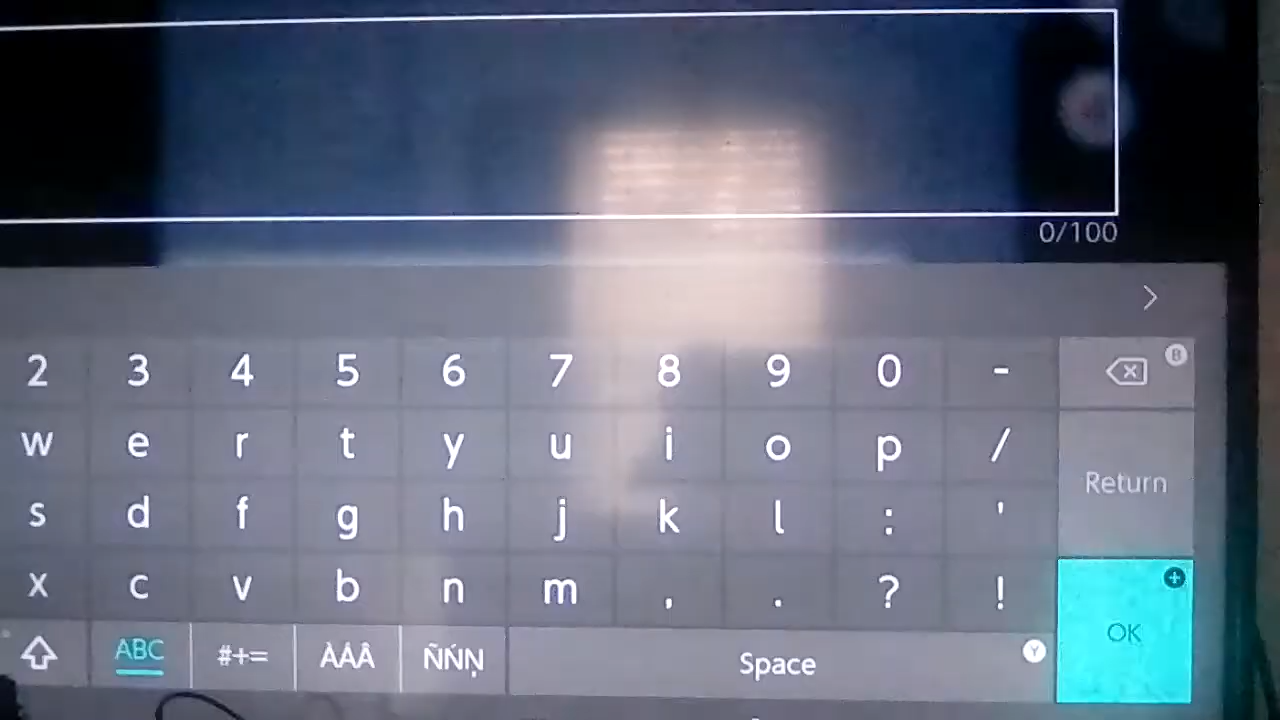 0/100
2 3 4 5 6 7 8 9 0 - B
w e r t y u i o p /
s d f g h j k l : ' Return
x c v b n m , . ? ! +
ABC #+= ÀÁÂ ÑŃŅ Space Y OK